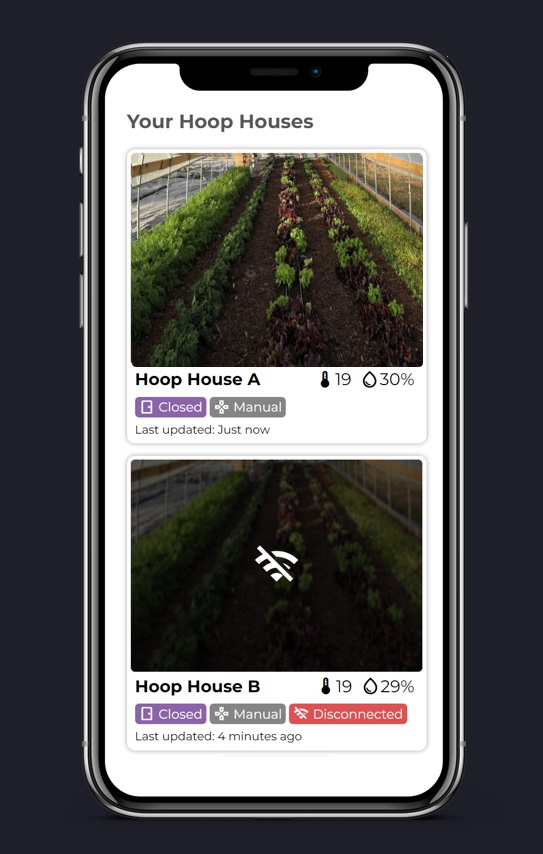 Your Hoop Houses
Hoop House A 19 30%
Closed Manual
Last updated: Just now
Hoop House B 19 29%
Closed Manual Disconnected
Last updated: 4 minutes ago